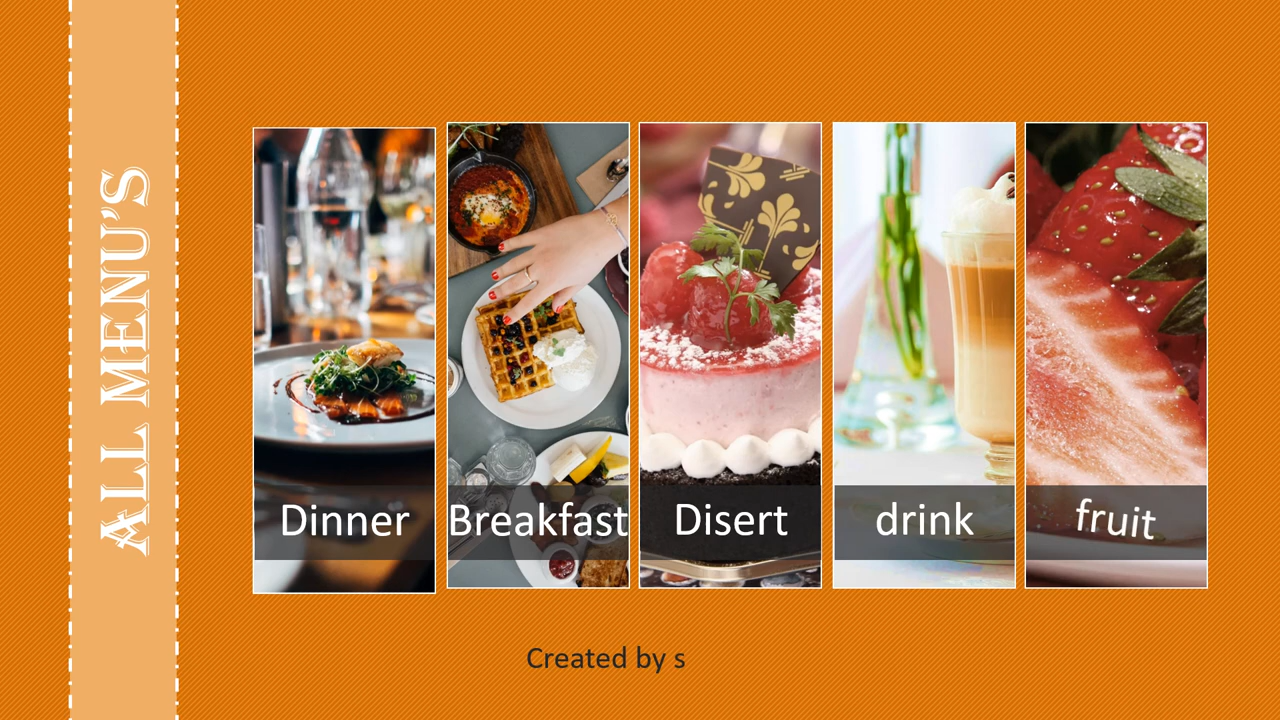 ALL MENU'S
Dinner
Breakfast
Disert
drink
fruit
Created by s